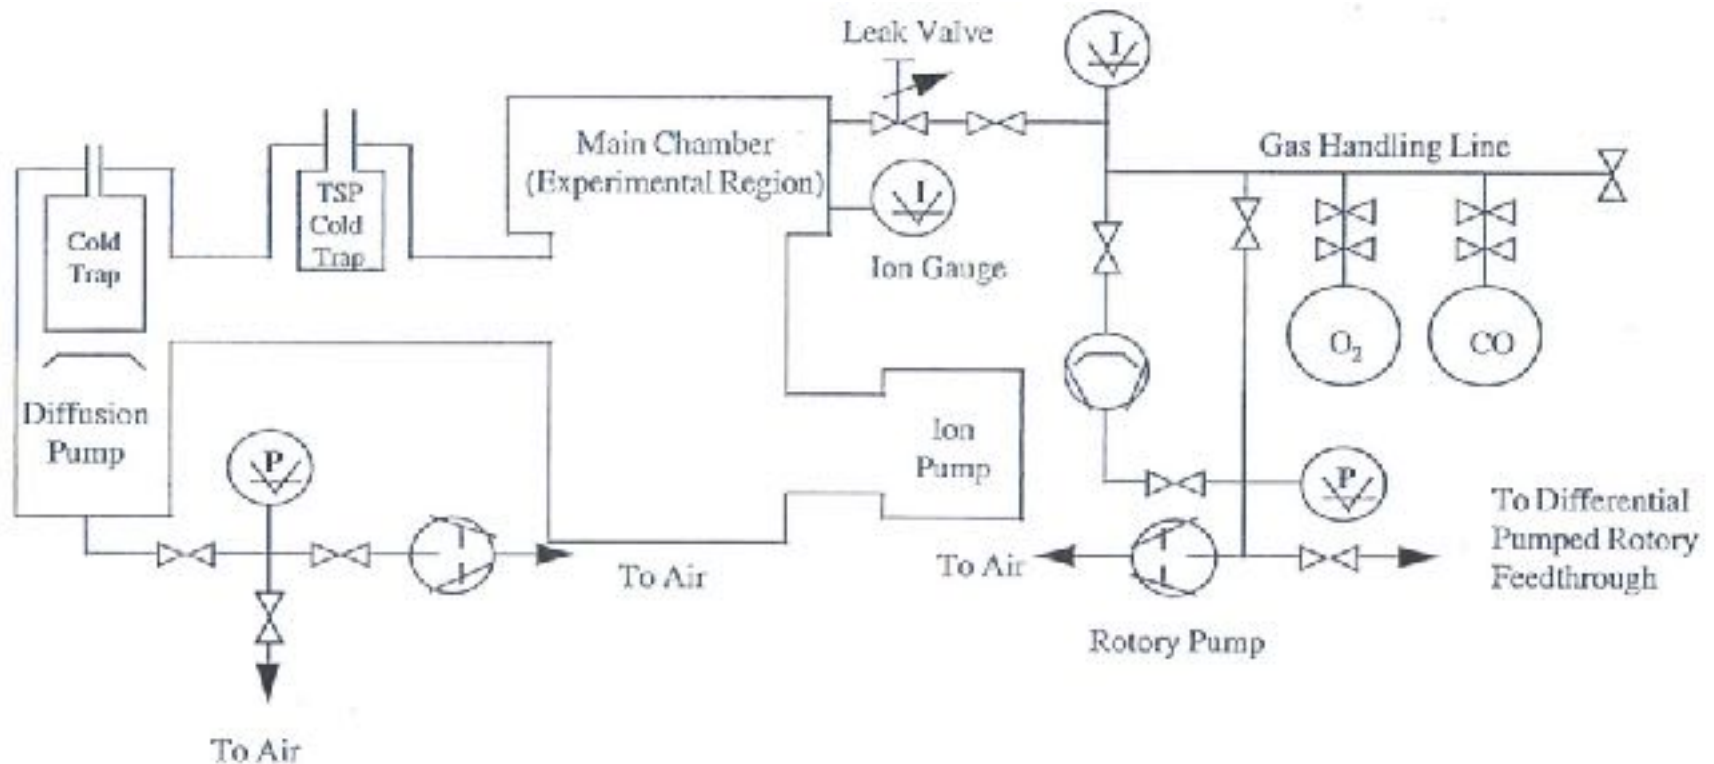 Leak Valve
I
Main Chamber
(Experimental Region)
Gas Handling Line
TSP
Cold
Trap
Cold
Trap
I
Ion Gauge
O2
CO
Diffusion
Pump
P
Ion
Pump
P
To Differential
Pumped Rotory
Feedthrough
To Air
To Air
Rotory Pump
To Air